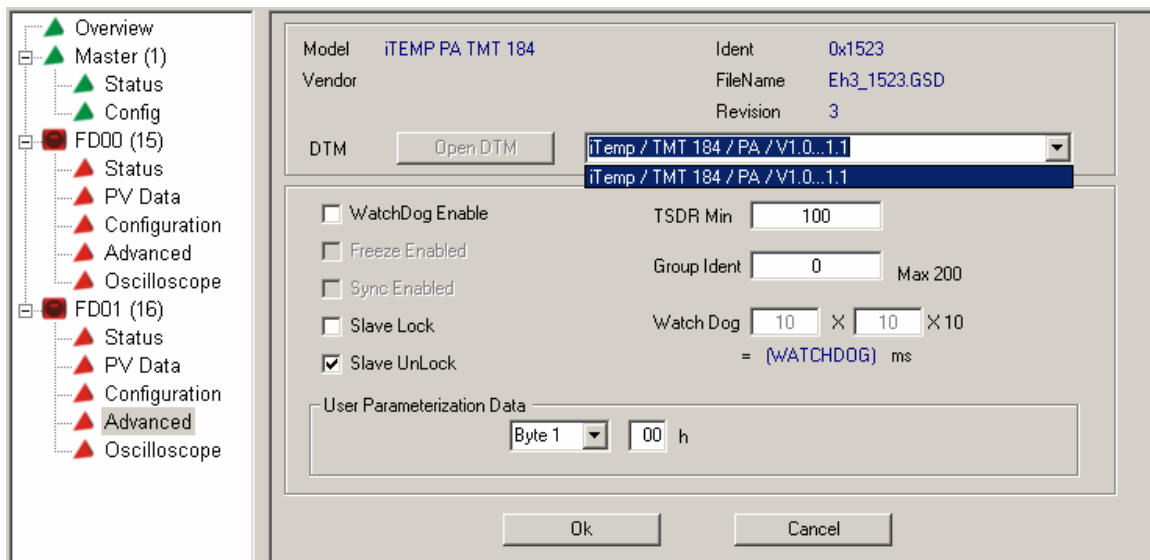 Overview
Master (1)
Status
Config
FD00 (15)
Status
PV Data
Configuration
Advanced
Oscilloscope
FD01 (16)
Status
PV Data
Configuration
Advanced
Oscilloscope
Model iTEMP PA TMT 184 Ident 0x1523
Vendor FileName Eh3_1523.GSD
Revision 3
DTM Open DTM iTemp / TMT 184 / PA / V1.0...1.1
iTemp / TMT 184 / PA / V1.0...1.1
WatchDog Enable TSDR Min 100
Freeze Enabled
Group Ident 0 Max 200
Sync Enabled
Slave Lock Watch Dog 10 X 10 X 10
Slave UnLock = (WATCHDOG) ms
User Parameterization Data
Byte 1 00 h
Ok Cancel